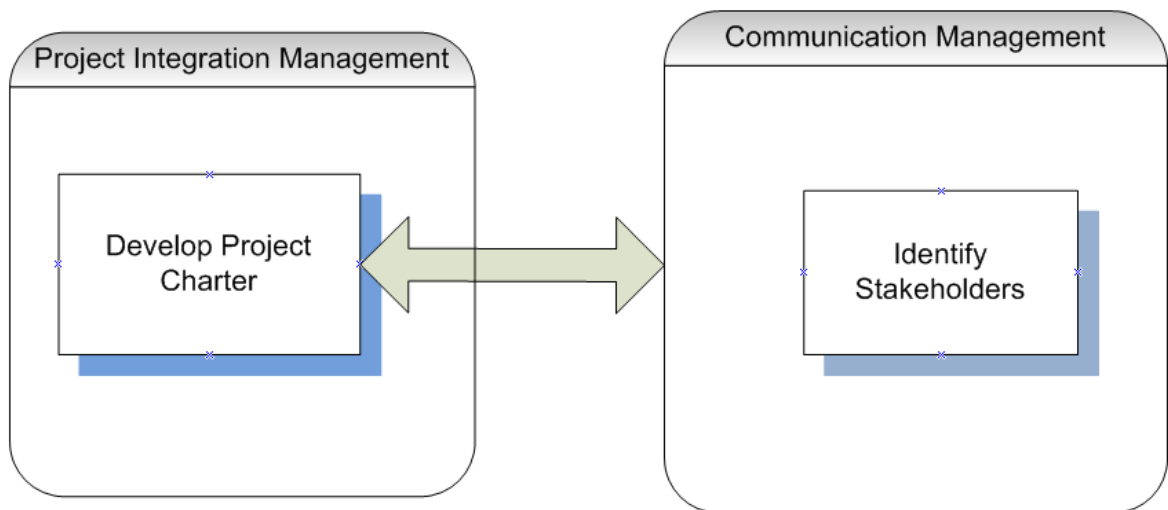 Project Integration Management
Communication Management
Develop Project
Charter
Identify
Stakeholders